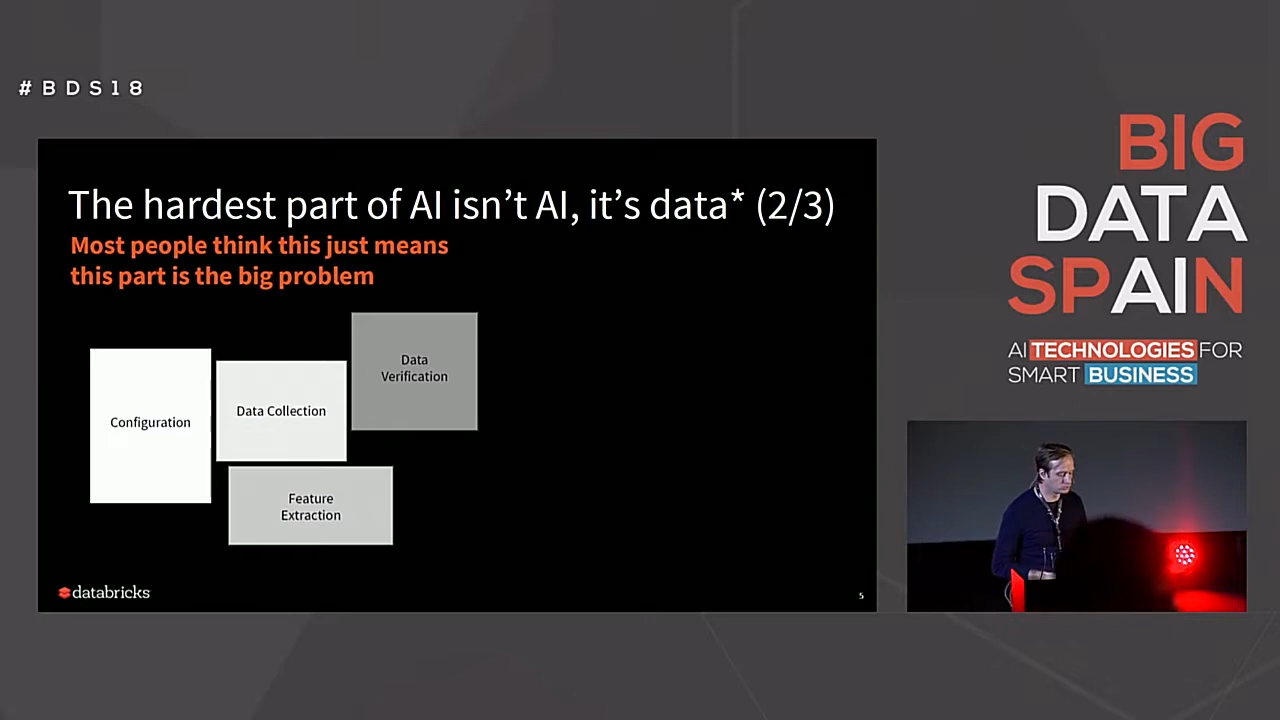 #BDS18
The hardest part of AI isn't AI, it's data* (2/3)
Most people think this just means
this part is the big problem
Data
Verification
Configuration
Data Collection
Feature
Extraction
databricks
5
BIG
DATA
SPAIN
AI TECHNOLOGIES FOR
SMART BUSINESS